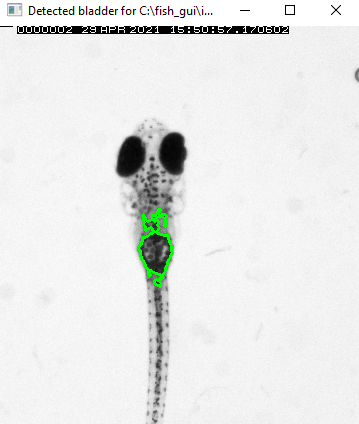 Detected bladder for C:\fish_gui\i...
0000002 29 APR 2021 15:50:57.170602